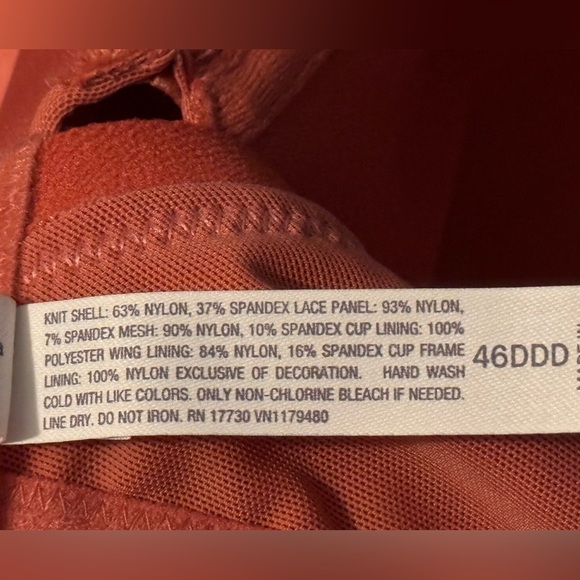 KNIT SHELL: 63% NYLON, 37% SPANDEX LACE PANEL: 93% NYLON,
7% SPANDEX MESH: 90% NYLON, 10% SPANDEX CUP LINING: 100%
POLYESTER WING LINING: 84% NYLON, 16% SPANDEX CUP FRAME
LINING: 100% NYLON EXCLUSIVE OF DECORATION. HAND WASH
COLD WITH LIKE COLORS. ONLY NON-CHLORINE BLEACH IF NEEDED.
LINE DRY. DO NOT IRON. RN 17730 VN1179480
46DDD